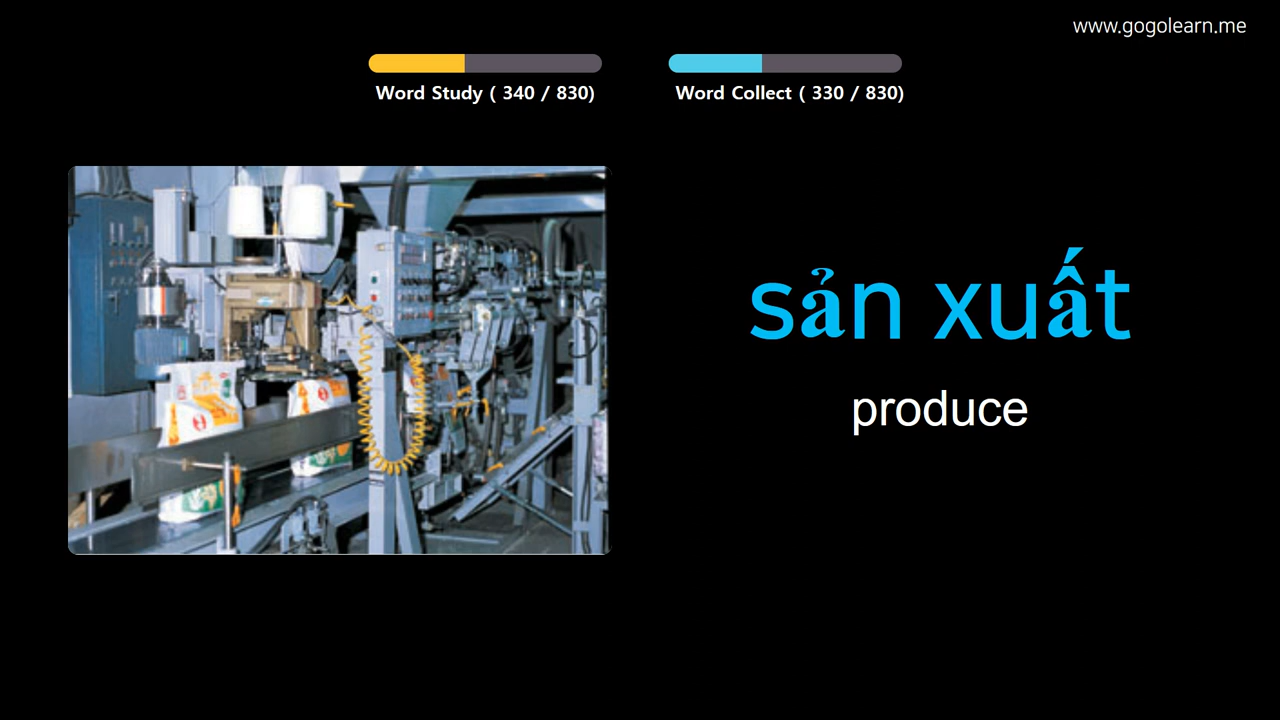 www.gogolearn.me
Word Study ( 340 / 830)
Word Collect ( 330 / 830)
sản xuất
produce